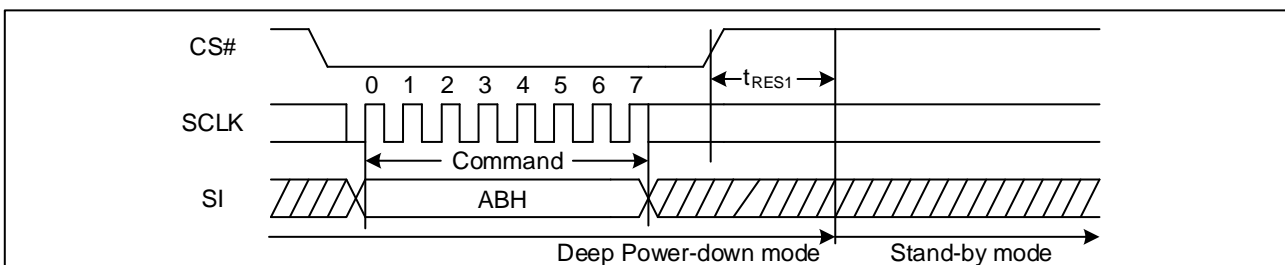 CS#
tRES1
0 1 2 3 4 5 6 7
SCLK
Command
SI
ABH
Deep Power-down mode
Stand-by mode